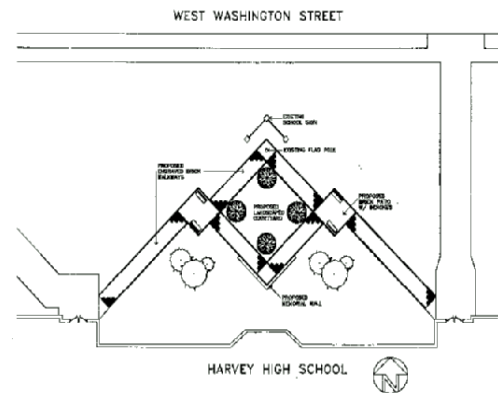 WEST WASHINGTON STREET
EXISTING
SCHOOL SIGN
EXISTING FLAG POLE
PROPOSED
ENGRAVED BRICK
WALKWAYS
PROPOSED
BRICK PATIO
W/ BENCHES
PROPOSED
LANDSCAPED
COURTYARD
PROPOSED
MEMORIAL WALL
HARVEY HIGH SCHOOL
N